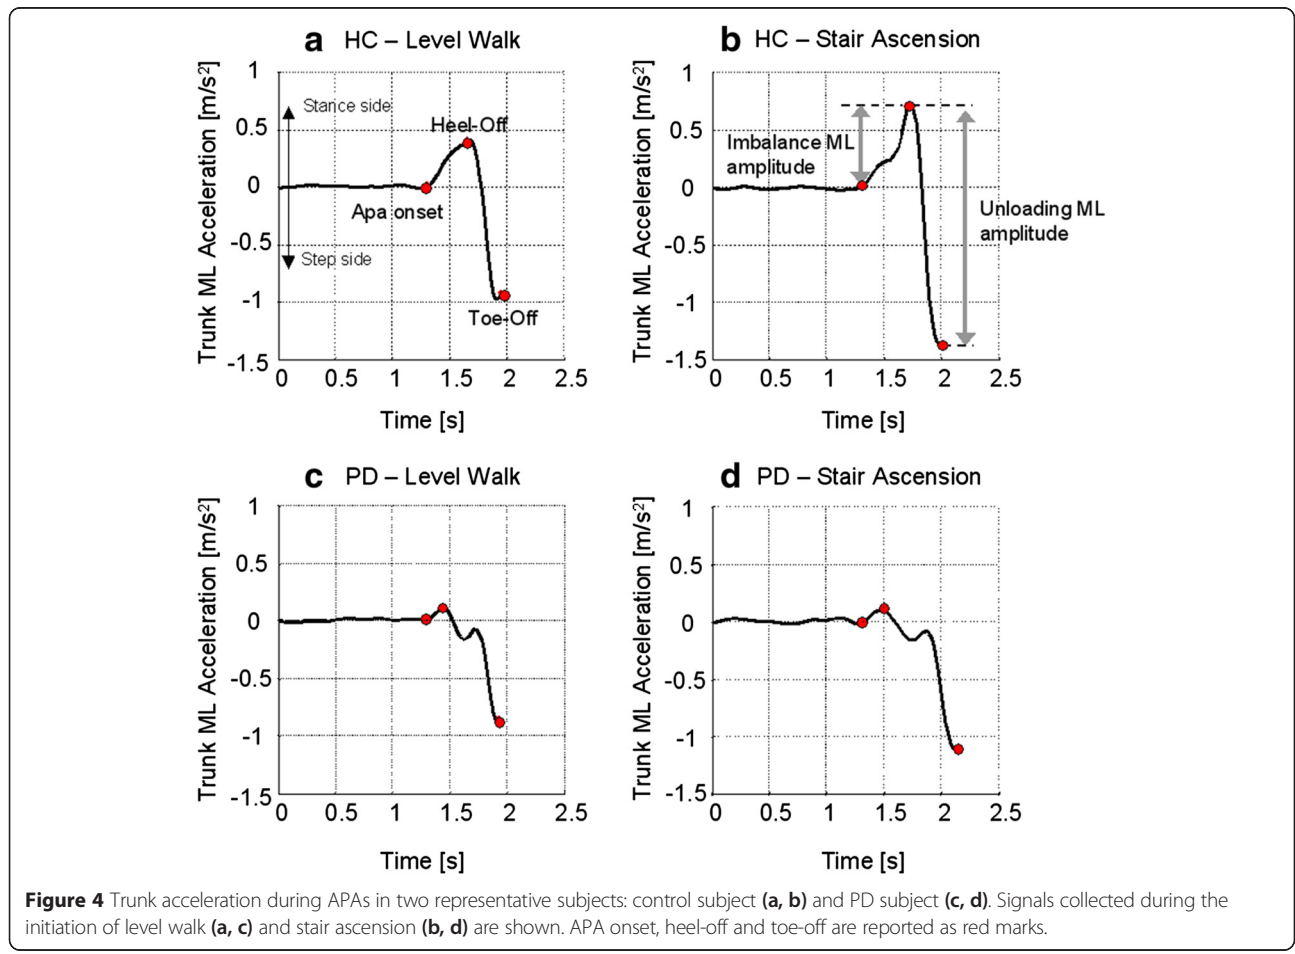 a HC – Level Walk
Trunk ML Acceleration [m/s²]
1
0.5
0
-0.5
-1
-1.5
Stance side
Heel-Off
Apa onset
Step side
Toe-Off
0 0.5 1 1.5 2 2.5
Time [s]
b HC – Stair Ascension
Trunk ML Acceleration [m/s²]
1
0.5
0
-0.5
-1
-1.5
Imbalance ML
amplitude
Unloading ML
amplitude
0 0.5 1 1.5 2 2.5
Time [s]
c PD – Level Walk
Trunk ML Acceleration [m/s²]
1
0.5
0
-0.5
-1
-1.5
0 0.5 1 1.5 2 2.5
Time [s]
d PD – Stair Ascension
Trunk ML Acceleration [m/s²]
1
0.5
0
-0.5
-1
-1.5
0 0.5 1 1.5 2 2.5
Time [s]
Figure 4 Trunk acceleration during APAs in two representative subjects: control subject (a, b) and PD subject (c, d). Signals collected during the
initiation of level walk (a, c) and stair ascension (b, d) are shown. APA onset, heel-off and toe-off are reported as red marks.